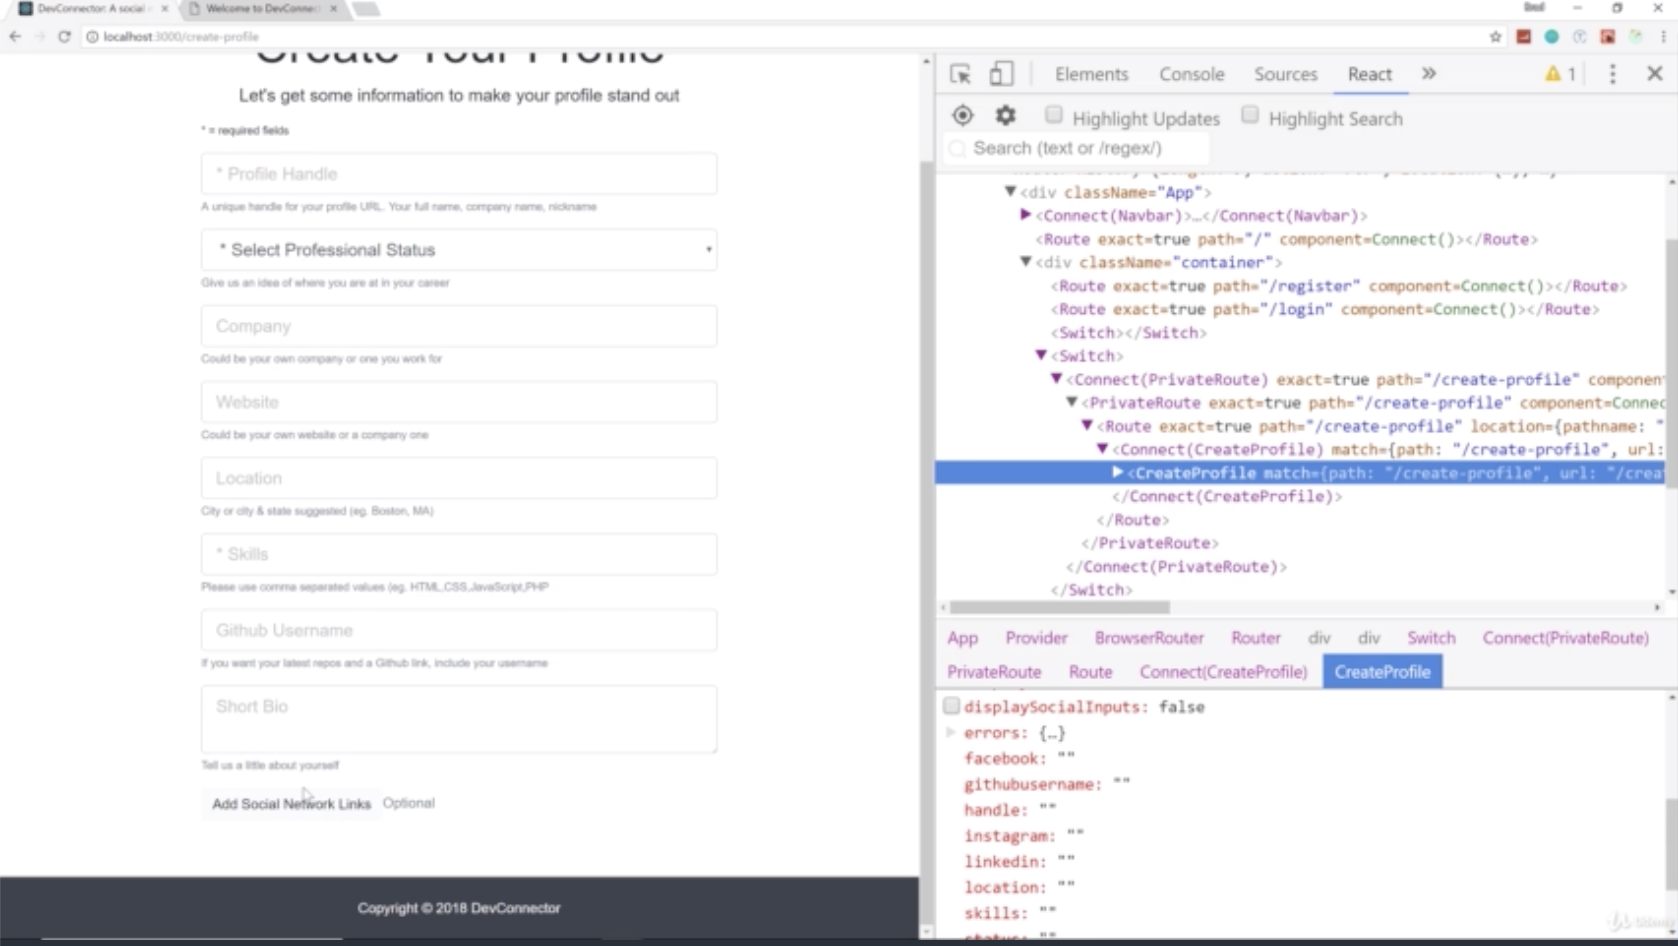 DevConnector: A social
Welcome to DevConnec
localhost:3000/create-profile
Create Your Profile
Let's get some information to make your profile stand out
* = required fields
* Profile Handle
A unique handle for your profile URL. Your full name, company name, nickname
* Select Professional Status
Give us an idea of where you are at in your career
Company
Could be your own company or one you work for
Website
Could be your own website or a company one
Location
City or city & state suggested (eg. Boston, MA)
* Skills
Please use comma separated values (eg. HTML,CSS,JavaScript,PHP
Github Username
If you want your latest repos and a Github link, include your username
Short Bio
Tell us a little about yourself
Add Social Network Links Optional
Copyright © 2018 DevConnector
Elements Console Sources React » 1
Highlight Updates Highlight Search
Search (text or /regex/)
<div className="App">
<Connect(Navbar)>…</Connect(Navbar)>
<Route exact=true path="/" component=Connect()></Route>
<div className="container">
<Route exact=true path="/register" component=Connect()></Route>
<Route exact=true path="/login" component=Connect()></Route>
<Switch></Switch>
<Switch>
<Connect(PrivateRoute) exact=true path="/create-profile" componen
<PrivateRoute exact=true path="/create-profile" component=Connec
<Route exact=true path="/create-profile" location={pathname: "
<Connect(CreateProfile) match={path: "/create-profile", url:
<CreateProfile match={path: "/create-profile", url: "/crea
</Connect(CreateProfile)>
</Route>
</PrivateRoute>
</Connect(PrivateRoute)>
</Switch>
App Provider BrowserRouter Router div div Switch Connect(PrivateRoute)
PrivateRoute Route Connect(CreateProfile) CreateProfile
displaySocialInputs: false
errors: {…}
facebook: ""
githubusername: ""
handle: ""
instagram: ""
linkedin: ""
location: ""
skills: ""
status: ""
Udemy